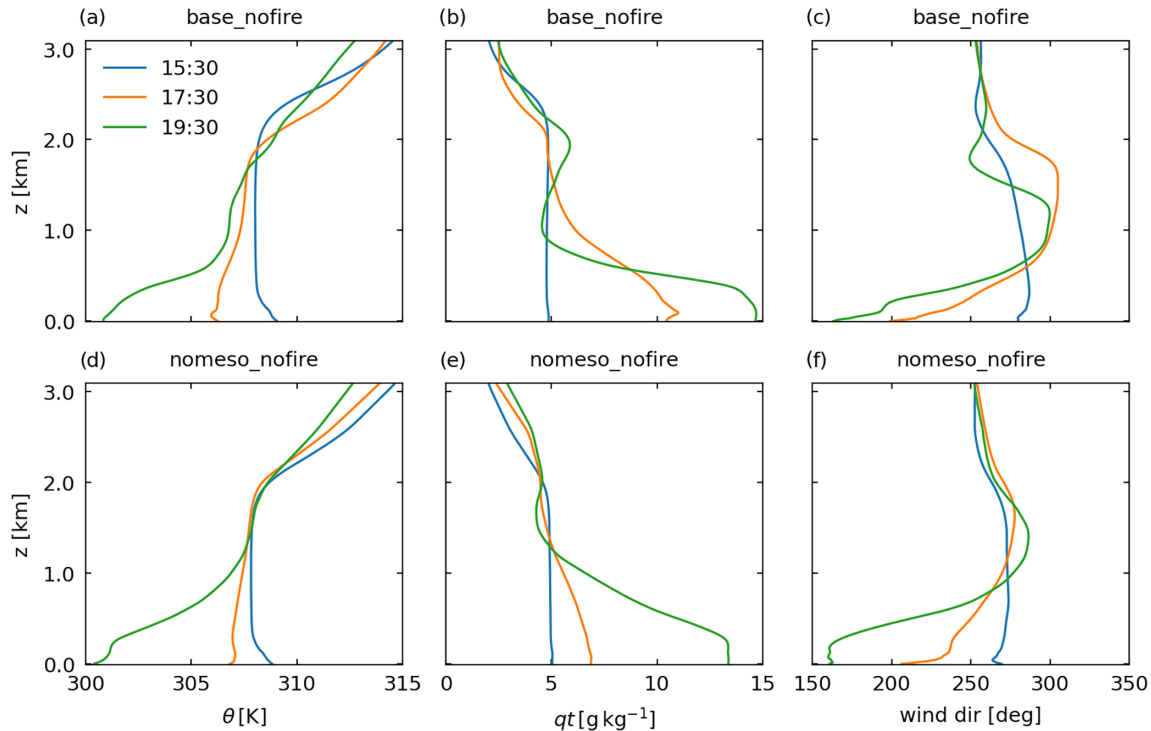 (a) base_nofire (b) base_nofire (c) base_nofire
3.0
15:30
17:30
19:30
2.0
z [km]
1.0
0.0
(d) nomeso_nofire (e) nomeso_nofire (f) nomeso_nofire
3.0
2.0
z [km]
1.0
0.0
300 305 310 315 0 5 10 15 150 200 250 300 350
θ [K] qt [g kg⁻¹] wind dir [deg]